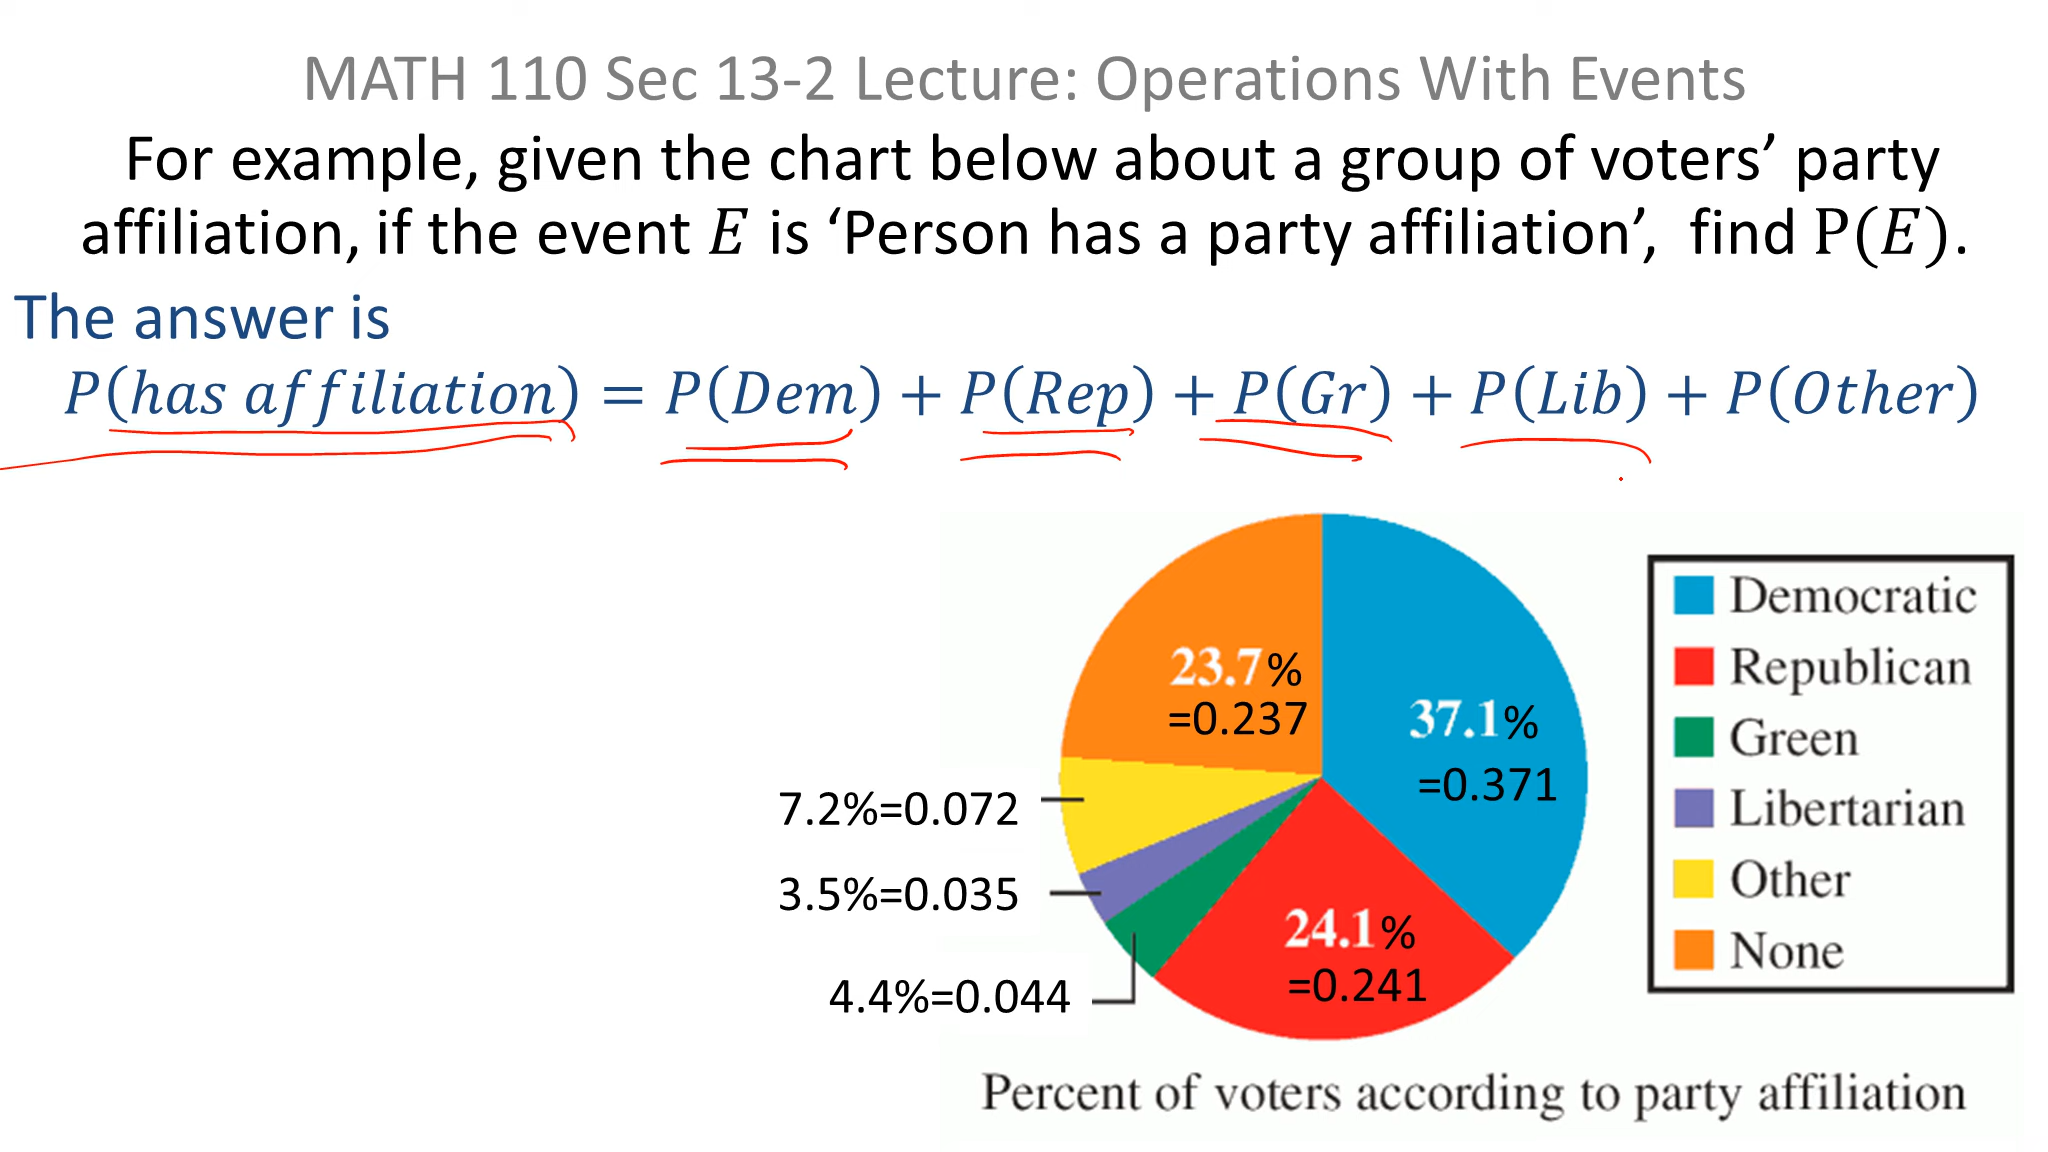 MATH 110 Sec 13-2 Lecture: Operations With Events
For example, given the chart below about a group of voters’ party
affiliation, if the event E is ‘Person has a party affiliation’, find P(E).
The answer is
P(has affiliation) = P(Dem) + P(Rep) + P(Gr) + P(Lib) + P(Other)
23.7%
=0.237
37.1%
=0.371
7.2%=0.072
3.5%=0.035
4.4%=0.044
24.1%
=0.241
Democratic
Republican
Green
Libertarian
Other
None
Percent of voters according to party affiliation